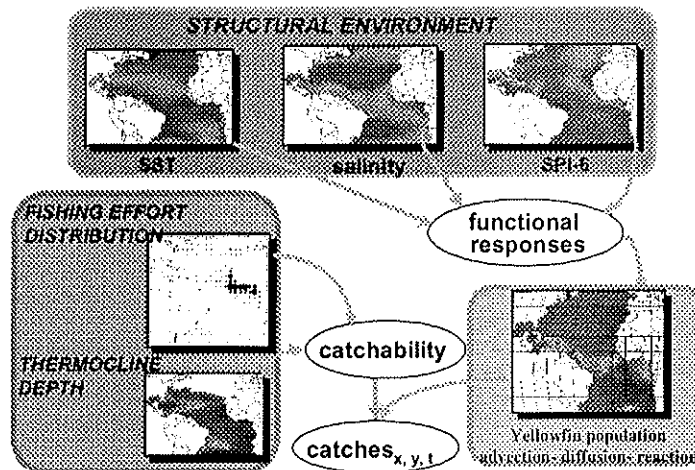 STRUCTURAL ENVIRONMENT
SST
salinity
SPI-6
FISHING EFFORT
DISTRIBUTION
functional
responses
catchability
THERMOCLINE
DEPTH
catches x, y, t
Yellowfin population
advrection- diffusion- reaction